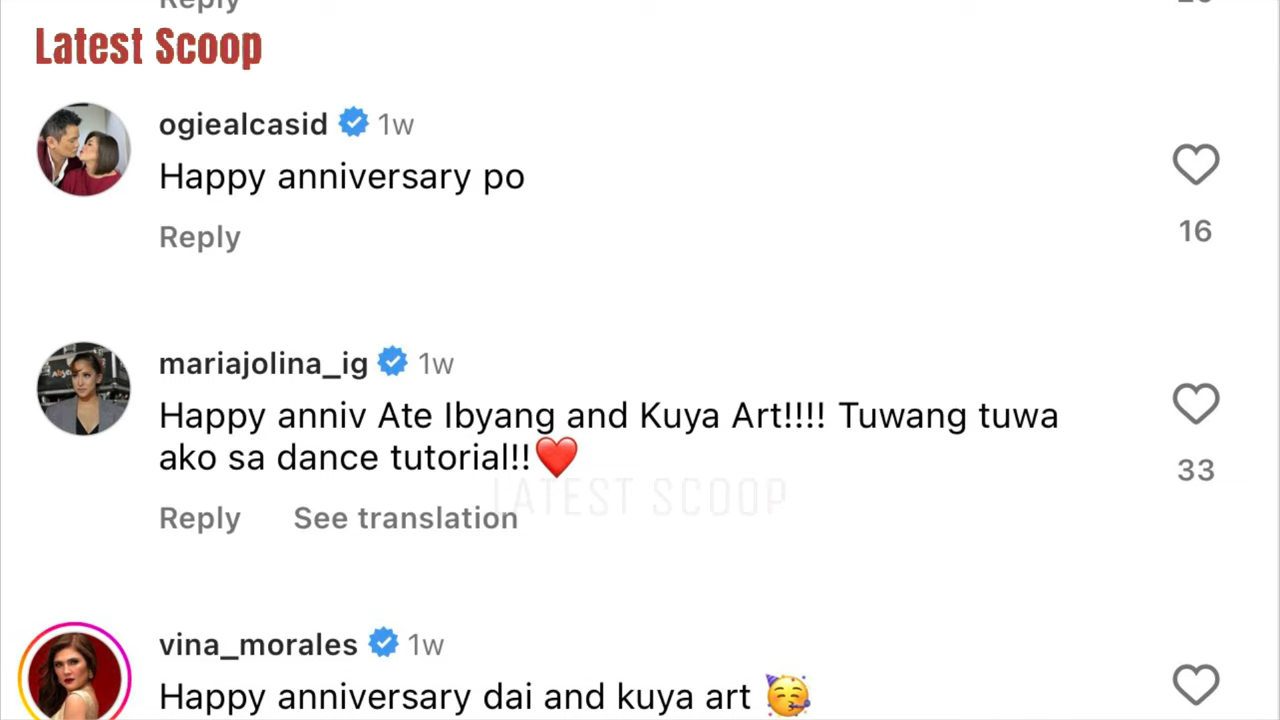 Reply
Latest Scoop
ogiealcasid 1w
Happy anniversary po
16
Reply
mariajolina_ig 1w
Happy anniv Ate Ibyang and Kuya Art!!!! Tuwang tuwa
ako sa dance tutorial!!❤️
33
LATEST SCOOP
Reply See translation
vina_morales 1w
Happy anniversary dai and kuya art 🥳